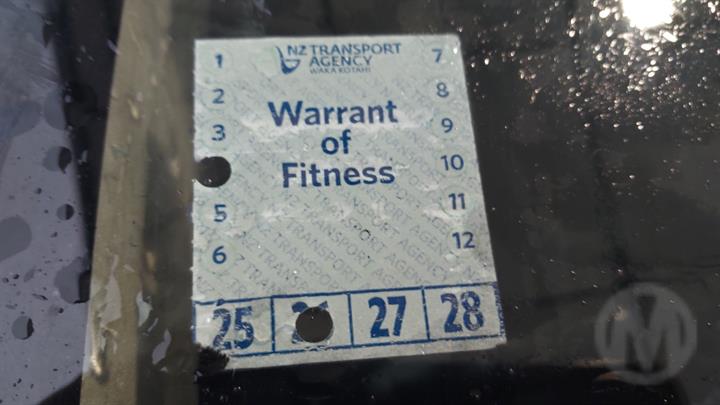 NZ TRANSPORT
AGENCY
WAKA KOTAHI
1
7
2
8
3
9
10
5
11
6
12
Warrant
of
Fitness
25
27
28
M